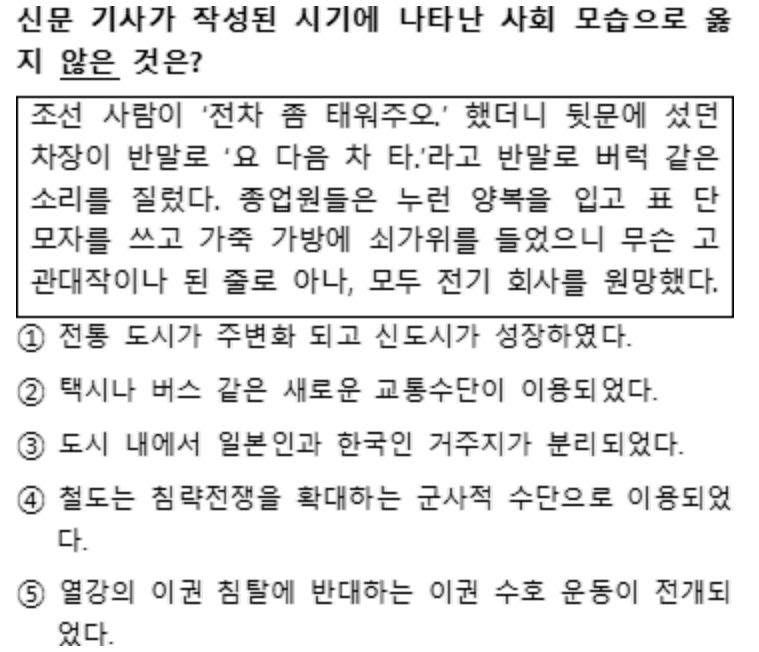 신문 기사가 작성된 시기에 나타난 사회 모습으로 옳
지 않은 것은?
조선 사람이 ‘전차 좀 태워주오.’ 했더니 뒷문에 섰던
차장이 반말로 ‘요 다음 차 타.’라고 반말로 버럭 같은
소리를 질렀다. 종업원들은 누런 양복을 입고 표 단
모자를 쓰고 가죽 가방에 쇠가위를 들었으니 무슨 고
관대작이나 된 줄로 아나, 모두 전기 회사를 원망했다.
① 전통 도시가 주변화 되고 신도시가 성장하였다.
② 택시나 버스 같은 새로운 교통수단이 이용되었다.
③ 도시 내에서 일본인과 한국인 거주지가 분리되었다.
④ 철도는 침략전쟁을 확대하는 군사적 수단으로 이용되었
다.
⑤ 열강의 이권 침탈에 반대하는 이권 수호 운동이 전개되
었다.